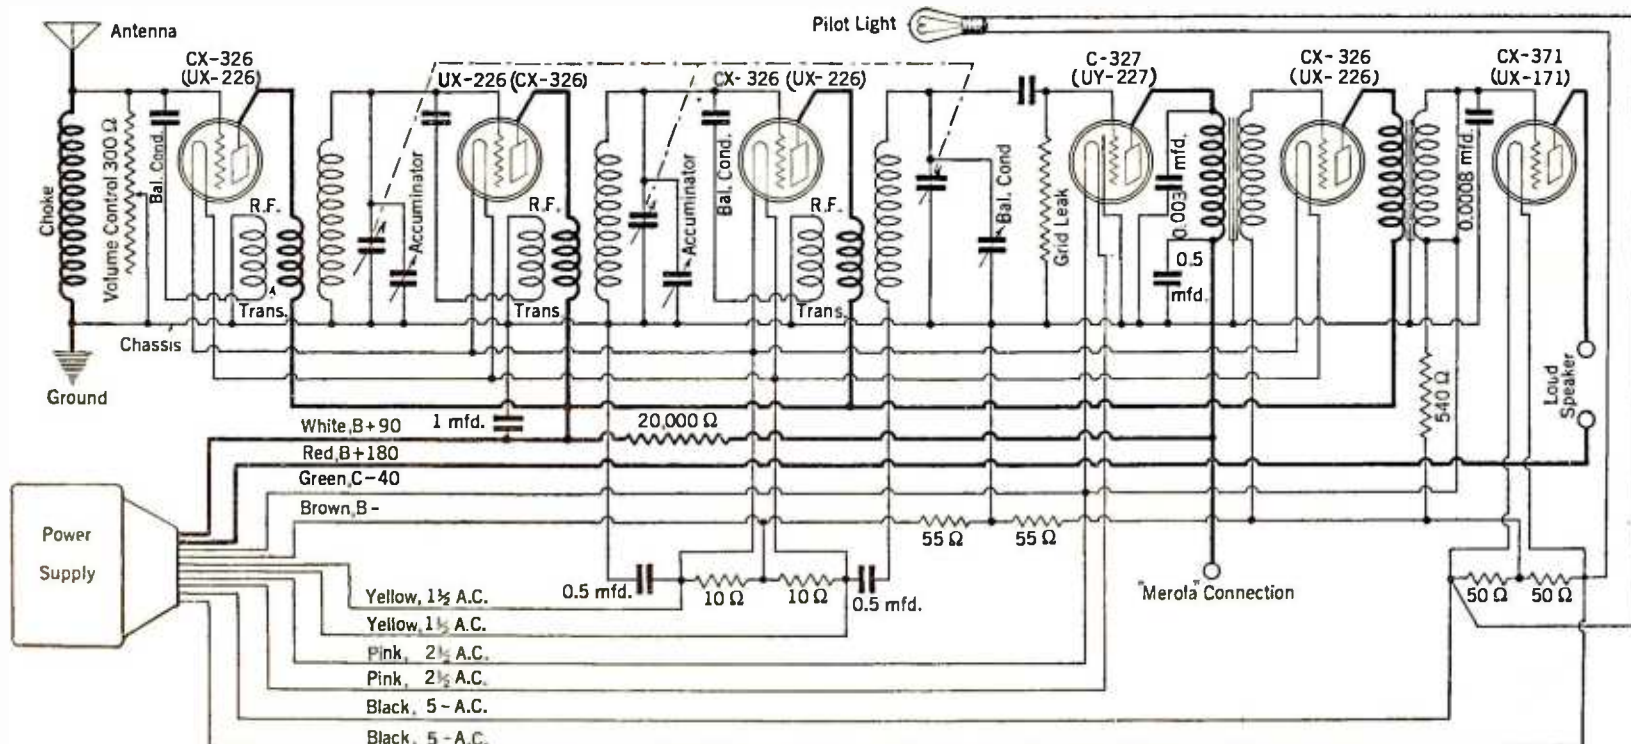 Antenna
Pilot Light
CX-326
(UX-226)
UX-226 (CX-326)
CX-326 (UX-226)
C-327
(UY-227)
CX-326
(UX-226)
CX-371
(UX-171)
Choke
Volume Control 300 Ω
Bal. Cond.
R.F.
Trans.
Accuminator
R.F.
Trans.
Accuminator
Bal. Cond.
R.F.
Trans.
Bal. Cond
Grid Leak
0.003 mfd.
0.5
mfd.
0.0008 mfd.
Chassis
Ground
Loud
Speaker
540 Ω
1 mfd.
20,000 Ω
White, B+90
Red, B+180
Green, C-40
Brown, B-
55 Ω
55 Ω
Power
Supply
0.5 mfd.
10 Ω
10 Ω
0.5 mfd.
"Merola" Connection
50 Ω
50 Ω
Yellow, 1½ A.C.
Yellow, 1½ A.C.
Pink, 2½ A.C.
Pink, 2½ A.C.
Black, 5-A.C.
Black, 5-A.C.